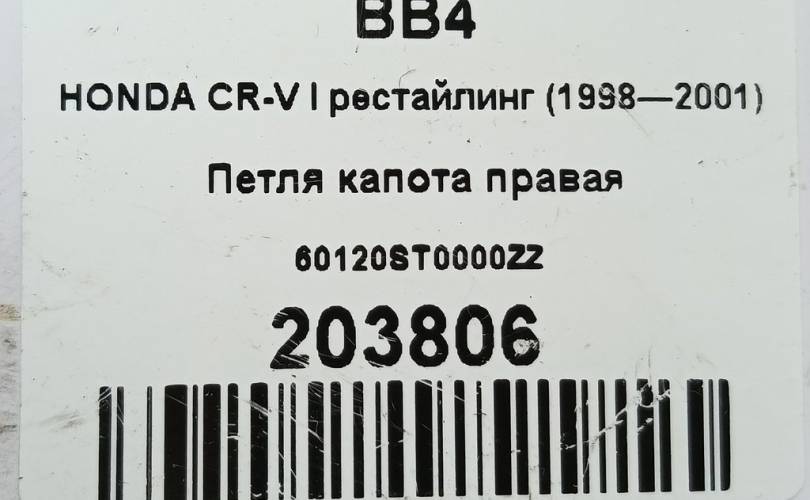 BB4
HONDA CR-V I рестайлинг (1998—2001)
Петля капота правая
60120ST0000ZZ
203806